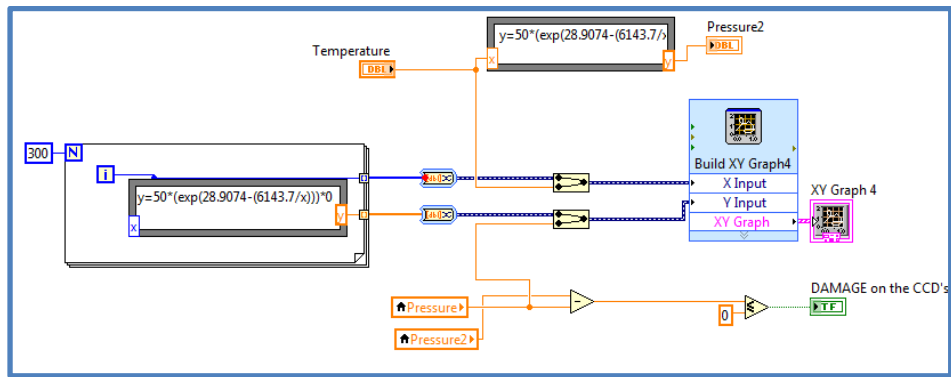 Temperature
DBL
y=50*(exp(28.9074-(6143.7/x
x
y
Pressure2
DBL
300
N
i
y=50*(exp(28.9074-(6143.7/x)))*0
x
y
Build XY Graph4
X Input
Y Input
XY Graph
XY Graph 4
Pressure
Pressure2
0
DAMAGE on the CCD's
TF